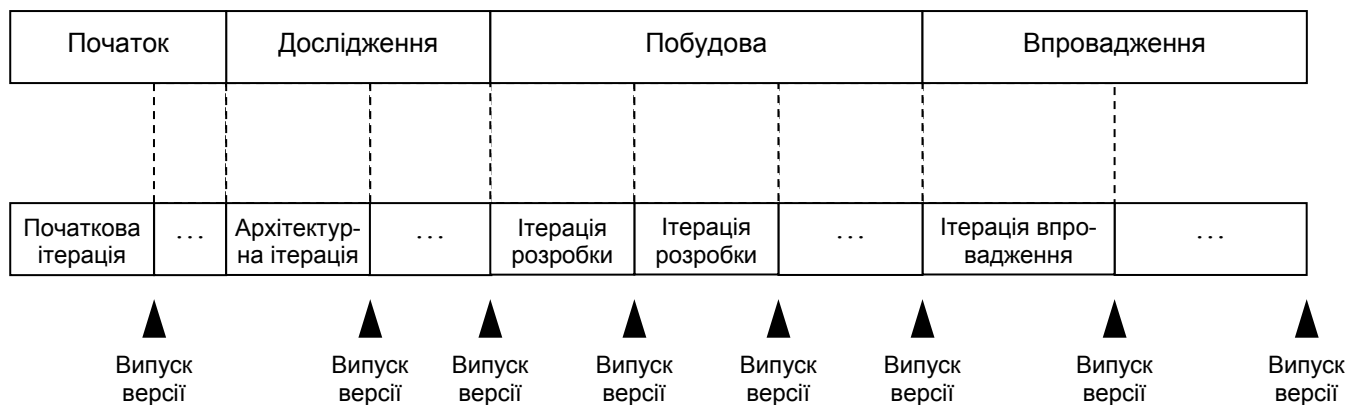 Початок Дослідження Побудова Впровадження
Початкова ітерація
...
Архітектур-
на ітерація
...
Ітерація
розробки
Ітерація
розробки
...
Ітерація впро-
вадження
...
Випуск
версії
Випуск
версії
Випуск
версії
Випуск
версії
Випуск
версії
Випуск
версії
Випуск
версії
Випуск
версії